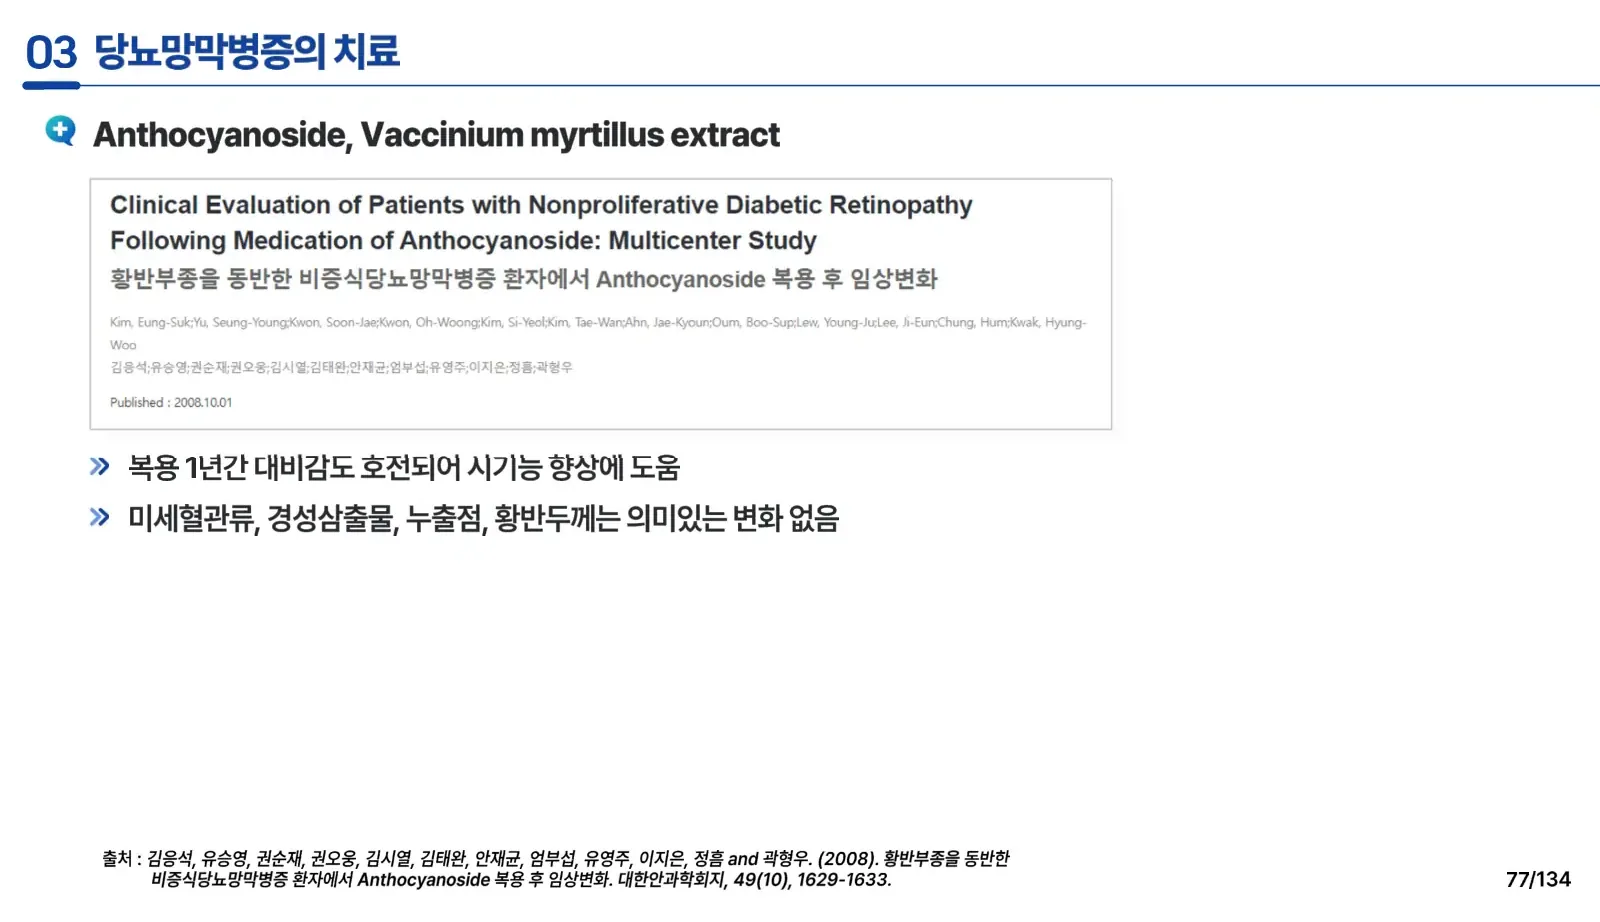 03 당뇨망막병증의 치료
Anthocyanoside, Vaccinium myrtillus extract
Clinical Evaluation of Patients with Nonproliferative Diabetic Retinopathy
Following Medication of Anthocyanoside: Multicenter Study
황반부종을 동반한 비증식당뇨망막병증 환자에서 Anthocyanoside 복용 후 임상변화
Kim, Eung-Suk;Yu, Seung-Young;Kwon, Soon-Jae;Kwon, Oh-Woong;Kim, Si-Yeol;Kim, Tae-Wan;Ahn, Jae-Kyoun;Oum, Boo-Sup;Lew, Young-Ju;Lee, Ji-Eun;Chung, Hum;Kwak, Hyung-
Woo
김응석;유승영;권순재;권오웅;김시열;김태완;안재균;엄부섭;유영주;이지은;정흠;곽형우
Published : 2008.10.01
복용 1년간 대비감도 호전되어 시기능 향상에 도움
미세혈관류, 경성삼출물, 누출점, 황반두께는 의미있는 변화 없음
출처 : 김응석, 유승영, 권순재, 권오웅, 김시열, 김태완, 안재균, 엄부섭, 유영주, 이지은, 정흠 and 곽형우. (2008). 황반부종을 동반한
비증식당뇨망막병증 환자에서 Anthocyanoside 복용 후 임상변화. 대한안과학회지, 49(10), 1629-1633.
77/134